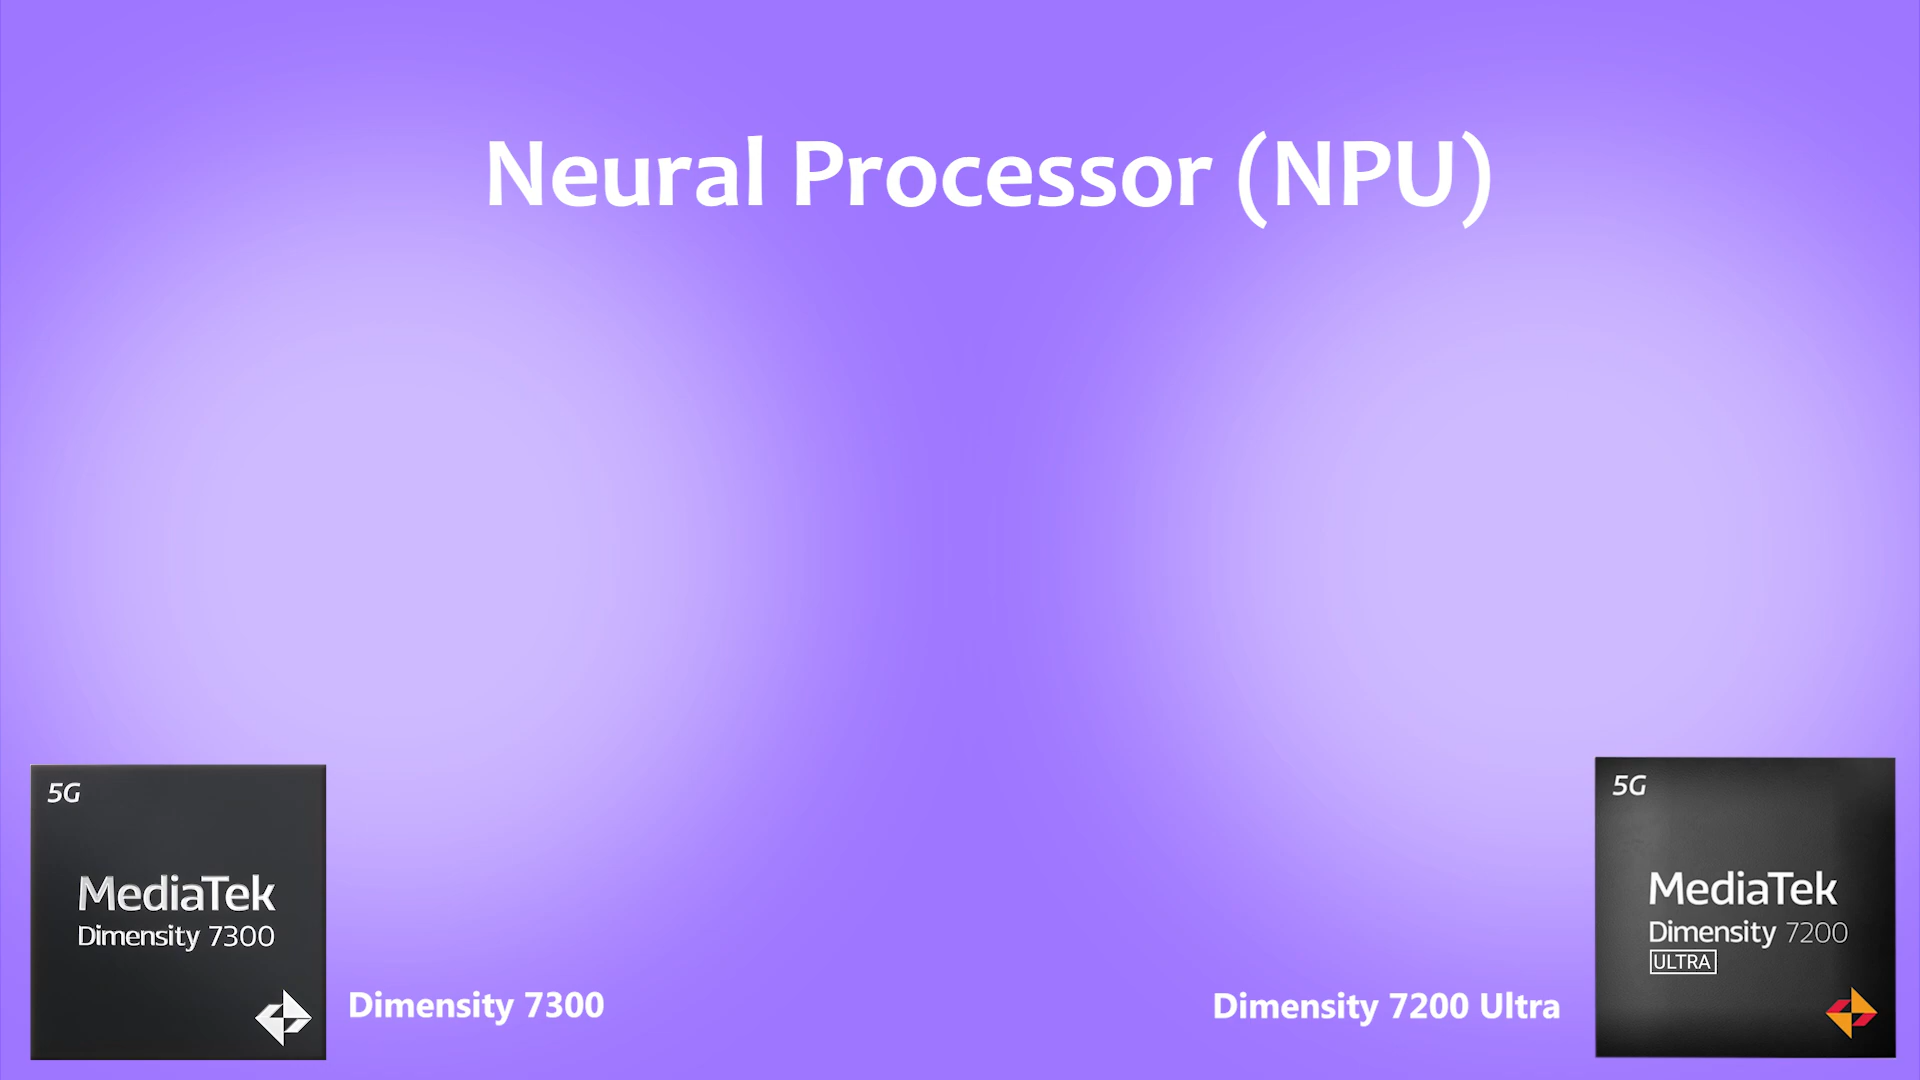 Neural Processor (NPU)
5G
MediaTek
Dimensity 7300
Dimensity 7300
Dimensity 7200 Ultra
5G
MediaTek
Dimensity 7200
ULTRA